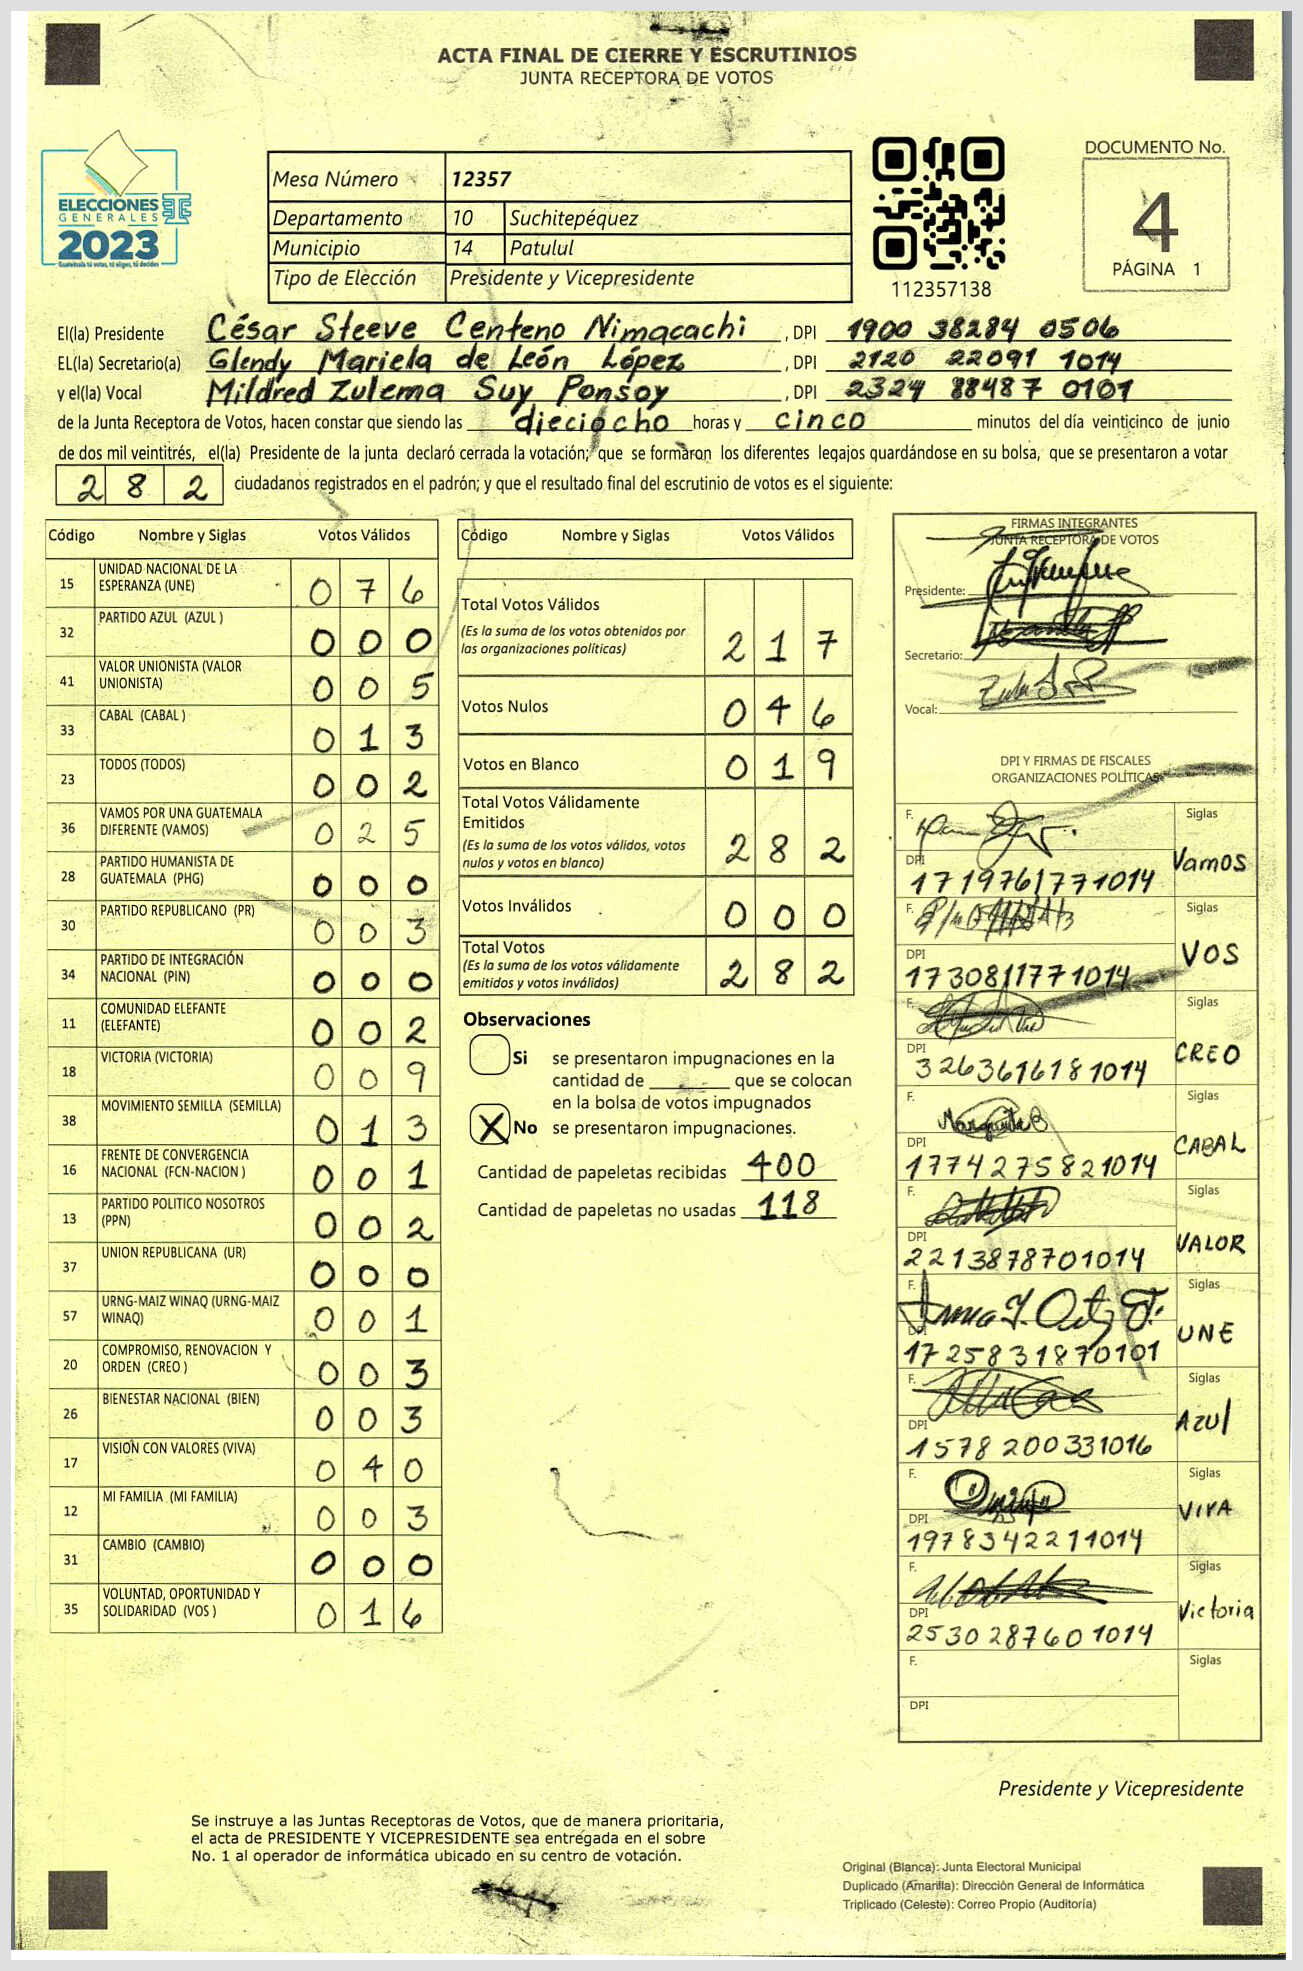 ACTA FINAL DE CIERRE Y ESCRUTINIOS
JUNTA RECEPTORA DE VOTOS
ELECCIONES
GENERALES
2023
Guatemala tú votas, tú eliges, tú decides
Mesa Número 12357
Departamento 10 Suchitepéquez
Municipio 14 Patulul
Tipo de Elección Presidente y Vicepresidente
112357138
DOCUMENTO No.
4
PÁGINA 1
El(la) Presidente César Steeve Centeno Nimacachi , DPI 1900 38284 0506
EL(la) Secretario(a) Glendy Mariela de León López , DPI 2120 22091 1014
y el(la) Vocal Mildred Zulema Suy Ponsoy , DPI 2324 88487 0101
de la Junta Receptora de Votos, hacen constar que siendo las dieciocho horas y cinco minutos del día veinticinco de junio
de dos mil veintitrés, el(la) Presidente de la junta declaró cerrada la votación; que se formaron los diferentes legajos guardándose en su bolsa, que se presentaron a votar
282 ciudadanos registrados en el padrón; y que el resultado final del escrutinio de votos es el siguiente:
Código Nombre y Siglas Votos Válidos
15 UNIDAD NACIONAL DE LA ESPERANZA (UNE) 0 7 6
32 PARTIDO AZUL (AZUL ) 0 0 0
41 VALOR UNIONISTA (VALOR UNIONISTA) 0 0 5
33 CABAL (CABAL ) 0 1 3
23 TODOS (TODOS) 0 0 2
36 VAMOS POR UNA GUATEMALA DIFERENTE (VAMOS) 0 2 5
28 PARTIDO HUMANISTA DE GUATEMALA (PHG) 0 0 0
30 PARTIDO REPUBLICANO (PR) 0 0 3
34 PARTIDO DE INTEGRACIÓN NACIONAL (PIN) 0 0 0
11 COMUNIDAD ELEFANTE (ELEFANTE) 0 0 2
18 VICTORIA (VICTORIA) 0 0 9
38 MOVIMIENTO SEMILLA (SEMILLA) 0 1 3
16 FRENTE DE CONVERGENCIA NACIONAL (FCN-NACION ) 0 0 1
13 PARTIDO POLITICO NOSOTROS (PPN) 0 0 2
37 UNION REPUBLICANA (UR) 0 0 0
57 URNG-MAIZ WINAQ (URNG-MAIZ WINAQ) 0 0 1
20 COMPROMISO, RENOVACION Y ORDEN (CREO ) 0 0 3
26 BIENESTAR NACIONAL (BIEN) 0 0 3
17 VISIÓN CON VALORES (VIVA) 0 4 0
12 MI FAMILIA (MI FAMILIA) 0 0 3
31 CAMBIO (CAMBIO) 0 0 0
35 VOLUNTAD, OPORTUNIDAD Y SOLIDARIDAD (VOS ) 0 1 6
Código Nombre y Siglas Votos Válidos
Total Votos Válidos
(Es la suma de los votos obtenidos por
las organizaciones políticas) 2 1 7
Votos Nulos 0 4 6
Votos en Blanco 0 1 9
Total Votos Válidamente
Emitidos
(Es la suma de los votos válidos, votos
nulos y votos en blanco) 2 8 2
Votos Inválidos 0 0 0
Total Votos
(Es la suma de los votos válidamente
emitidos y votos inválidos) 2 8 2
Observaciones
Si se presentaron impugnaciones en la
cantidad de ____ que se colocan
en la bolsa de votos impugnados
X No se presentaron impugnaciones.
Cantidad de papeletas recibidas 400
Cantidad de papeletas no usadas 118
FIRMAS INTEGRANTES
JUNTA RECEPTORA DE VOTOS
Presidente:
Secretario:
Vocal:
DPI Y FIRMAS DE FISCALES
ORGANIZACIONES POLÍTICAS
F. Siglas
DPI 1719761771014 Vamos
F. Siglas
DPI 1730811771014 VOS
F. Siglas
DPI 3263616181014 CREO
F. Margarita B Siglas
DPI 1774275821014 CABAL
F. Siglas
DPI 2213878701014 VALOR
F. Siglas
DPI 1725831870101 UNE
F. Siglas
DPI 1578200331016 Azul
F. Siglas
DPI 1978342211014 VIVA
F. Siglas
DPI 2530287601014 Victoria
F. Siglas
DPI
Presidente y Vicepresidente
Se instruye a las Juntas Receptoras de Votos, que de manera prioritaria,
el acta de PRESIDENTE Y VICEPRESIDENTE sea entregada en el sobre
No. 1 al operador de informática ubicado en su centro de votación.
Original (Blanca): Junta Electoral Municipal
Duplicado (Amarilla): Dirección General de Informática
Triplicado (Celeste): Correo Propio (Auditoría)